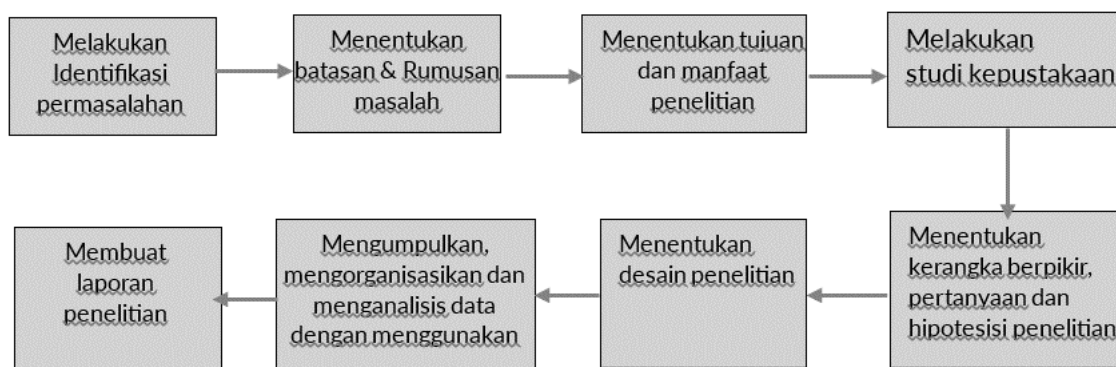 Melakukan
Identifikasi
permasalahan
Menentukan
batasan & Rumusan
masalah
Menentukan tujuan
dan manfaat
penelitian
Melakukan
studi kepustakaan
Menentukan
kerangka berpikir,
pertanyaan dan
hipotesisi penelitian
Menentukan
desain penelitian
Mengumpulkan,
mengorganisasikan dan
menganalisis data
dengan menggunakan
Membuat
laporan
penelitian